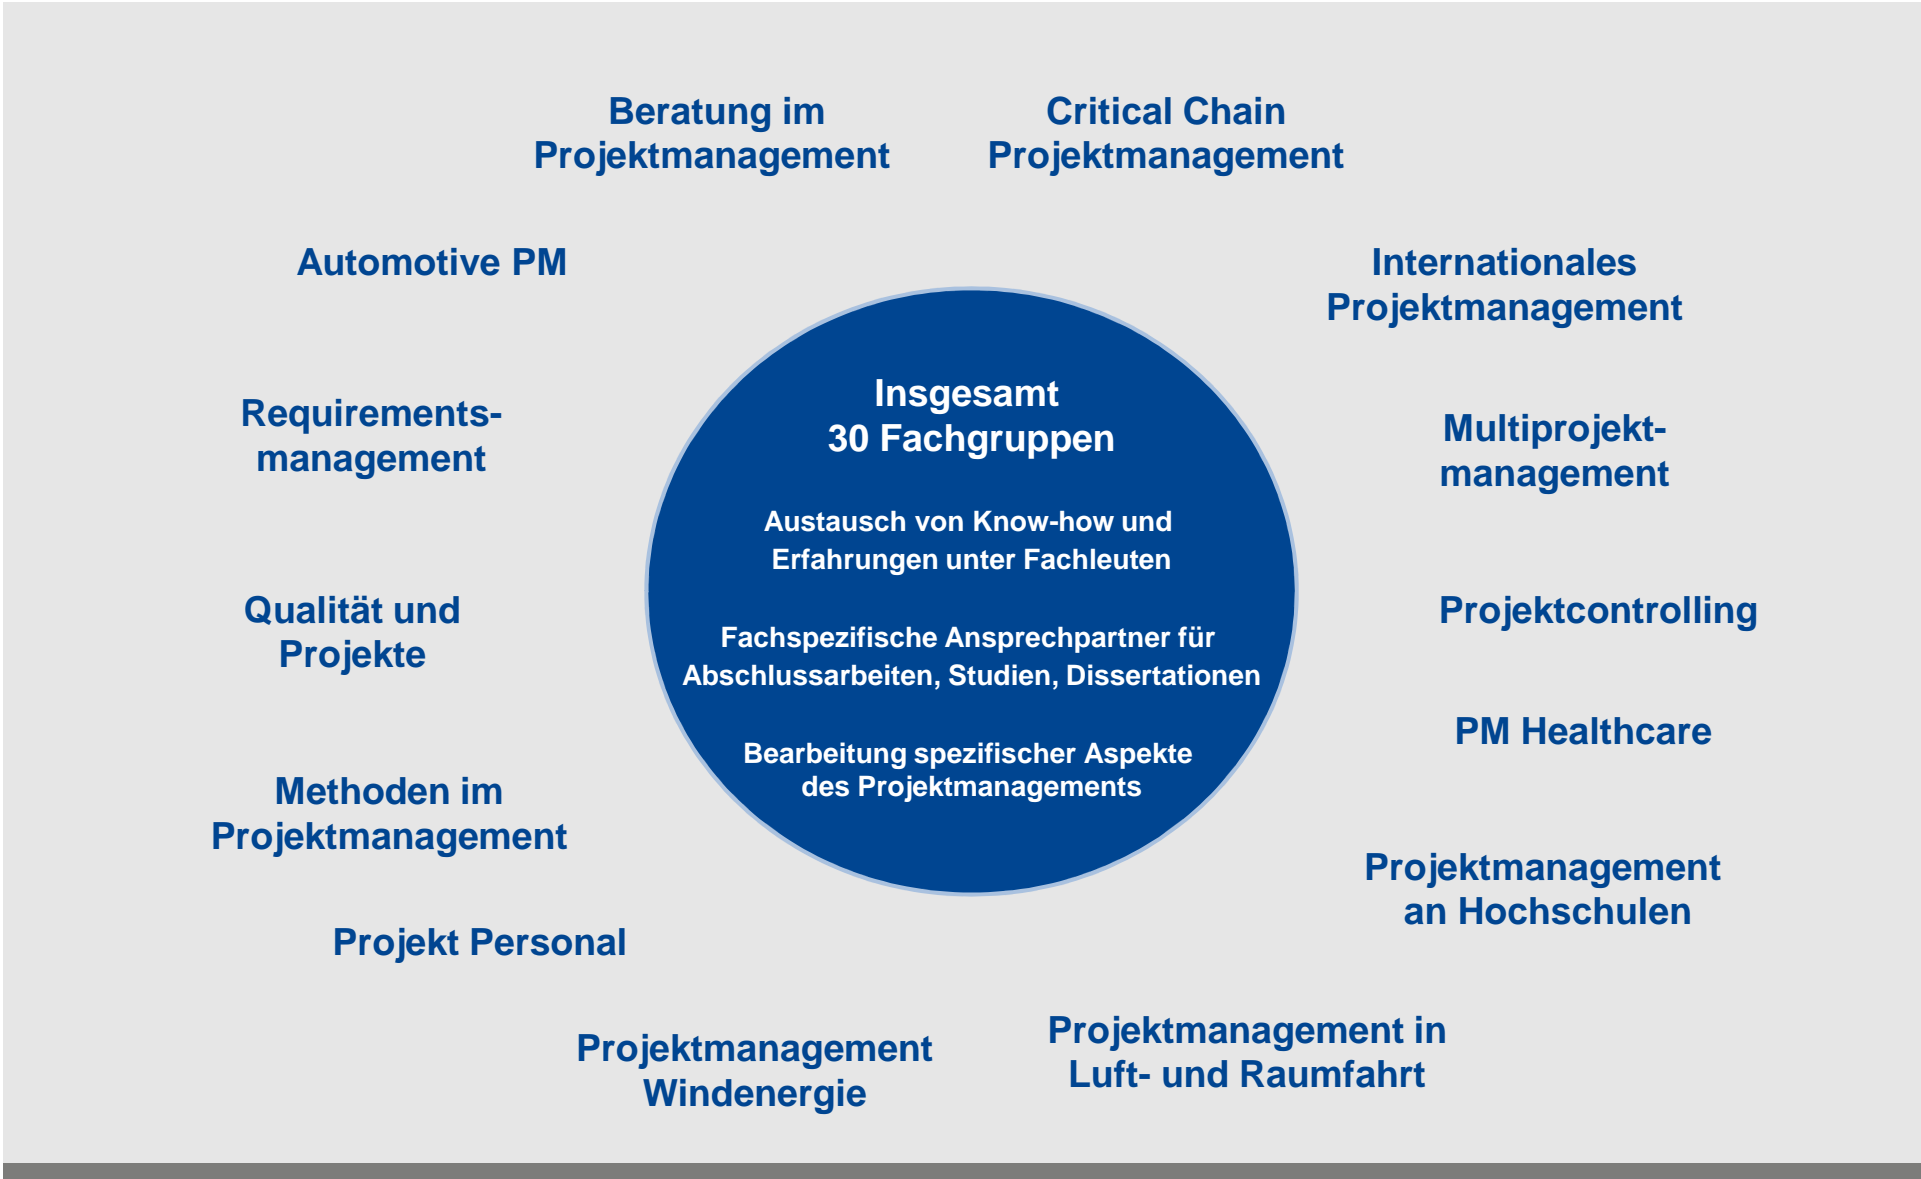 Beratung im
Projektmanagement
Critical Chain
Projektmanagement
Automotive PM
Internationales
Projektmanagement
Requirements-
management
Insgesamt
30 Fachgruppen
Austausch von Know-how und
Erfahrungen unter Fachleuten
Fachspezifische Ansprechpartner für
Abschlussarbeiten, Studien, Dissertationen
Bearbeitung spezifischer Aspekte
des Projektmanagements
Multiprojekt-
management
Qualität und
Projekte
Projektcontrolling
PM Healthcare
Methoden im
Projektmanagement
Projektmanagement
an Hochschulen
Projekt Personal
Projektmanagement
Windenergie
Projektmanagement in
Luft- und Raumfahrt